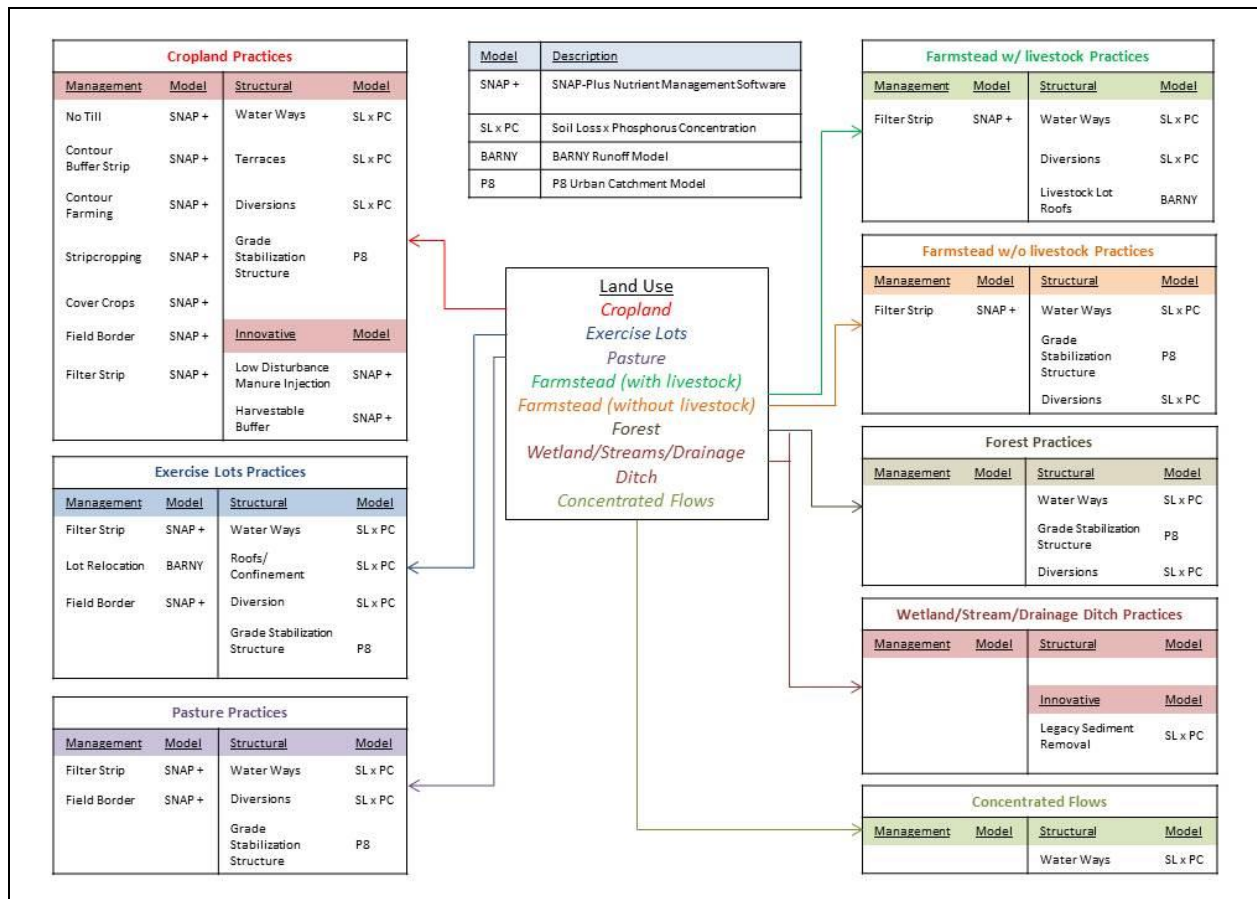 Cropland Practices
Management Model Structural Model
No Till SNAP + Water Ways SL x PC
Contour
Buffer Strip SNAP + Terraces SL x PC
Contour
Farming SNAP + Diversions SL x PC
Stripcropping SNAP + Grade
Stabilization
Structure P8
Cover Crops SNAP +
Field Border SNAP + Innovative Model
Filter Strip SNAP + Low Disturbance
Manure Injection SNAP +
Harvestable
Buffer SNAP +
Exercise Lots Practices
Management Model Structural Model
Filter Strip SNAP + Water Ways SL x PC
Lot Relocation BARNY Roofs/
Confinement SL x PC
Field Border SNAP + Diversion SL x PC
Grade Stabilization
Structure P8
Pasture Practices
Management Model Structural Model
Filter Strip SNAP + Water Ways SL x PC
Field Border SNAP + Diversions SL x PC
Grade
Stabilization
Structure P8
Model Description
SNAP + SNAP-Plus Nutrient Management Software
SL x PC Soil Loss x Phosphorus Concentration
BARNY BARNY Runoff Model
P8 P8 Urban Catchment Model
Land Use
Cropland
Exercise Lots
Pasture
Farmstead (with livestock)
Farmstead (without livestock)
Forest
Wetland/Streams/Drainage
Ditch
Concentrated Flows
Farmstead w/ livestock Practices
Management Model Structural Model
Filter Strip SNAP + Water Ways SL x PC
Diversions SL x PC
Livestock Lot
Roofs BARNY
Farmstead w/o livestock Practices
Management Model Structural Model
Filter Strip SNAP + Water Ways SL x PC
Grade
Stabilization
Structure P8
Diversions SL x PC
Forest Practices
Management Model Structural Model
Water Ways SL x PC
Grade Stabilization
Structure P8
Diversions SL x PC
Wetland/Stream/Drainage Ditch Practices
Management Model Structural Model
Innovative Model
Legacy Sediment
Removal SL x PC
Concentrated Flows
Management Model Structural Model
Water Ways SL x PC